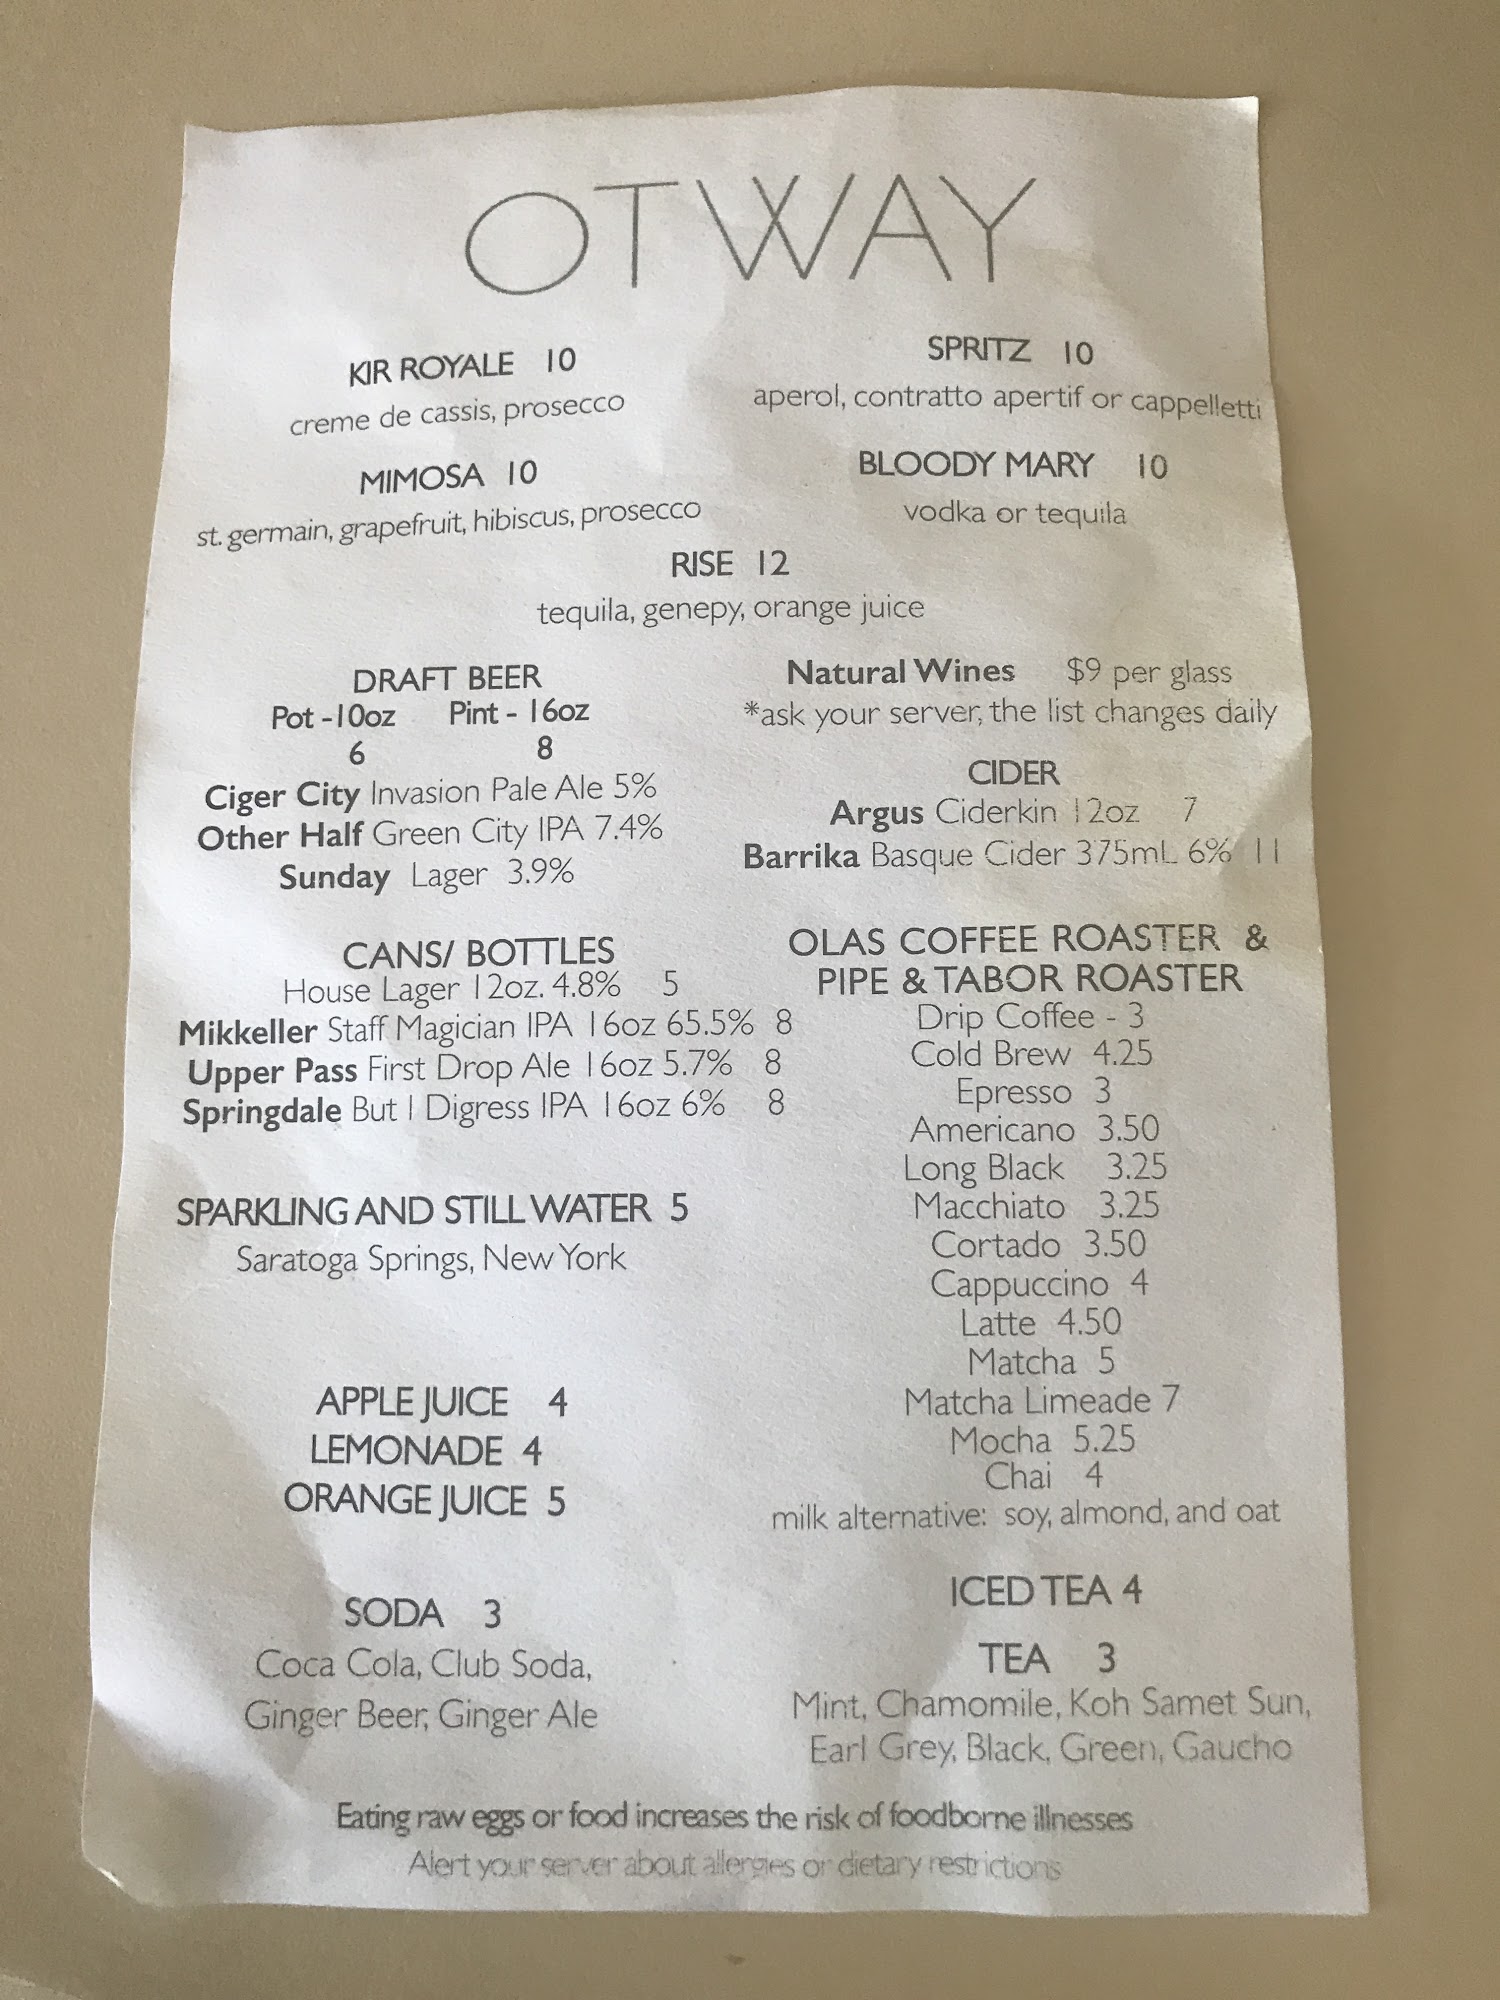 OTWAY
KIR ROYALE 10
creme de cassis, prosecco
SPRITZ 10
aperol, contratto apertif or cappelletti
MIMOSA 10
st. germain, grapefruit, hibiscus, prosecco
BLOODY MARY 10
vodka or tequila
RISE 12
tequila, genepy, orange juice
DRAFT BEER
Pot -10oz Pint - 16oz
6 8
Ciger City Invasion Pale Ale 5%
Other Half Green City IPA 7.4%
Sunday Lager 3.9%
Natural Wines $9 per glass
*ask your server, the list changes daily
CIDER
Argus Ciderkin 12oz 7
Barrika Basque Cider 375mL 6% 11
CANS/ BOTTLES
House Lager 12oz. 4.8% 5
Mikkeller Staff Magician IPA 16oz 65.5% 8
Upper Pass First Drop Ale 16oz 5.7% 8
Springdale But I Digress IPA 16oz 6% 8
SPARKLING AND STILL WATER 5
Saratoga Springs, New York
APPLE JUICE 4
LEMONADE 4
ORANGE JUICE 5
SODA 3
Coca Cola, Club Soda,
Ginger Beer, Ginger Ale
OLAS COFFEE ROASTER &
PIPE & TABOR ROASTER
Drip Coffee - 3
Cold Brew 4.25
Epresso 3
Americano 3.50
Long Black 3.25
Macchiato 3.25
Cortado 3.50
Cappuccino 4
Latte 4.50
Matcha 5
Matcha Limeade 7
Mocha 5.25
Chai 4
milk alternative: soy, almond, and oat
ICED TEA 4
TEA 3
Mint, Chamomile, Koh Samet Sun,
Earl Grey, Black, Green, Gaucho
Eating raw eggs or food increases the risk of foodborne illnesses
Alert your server about allergies or dietary restrictions